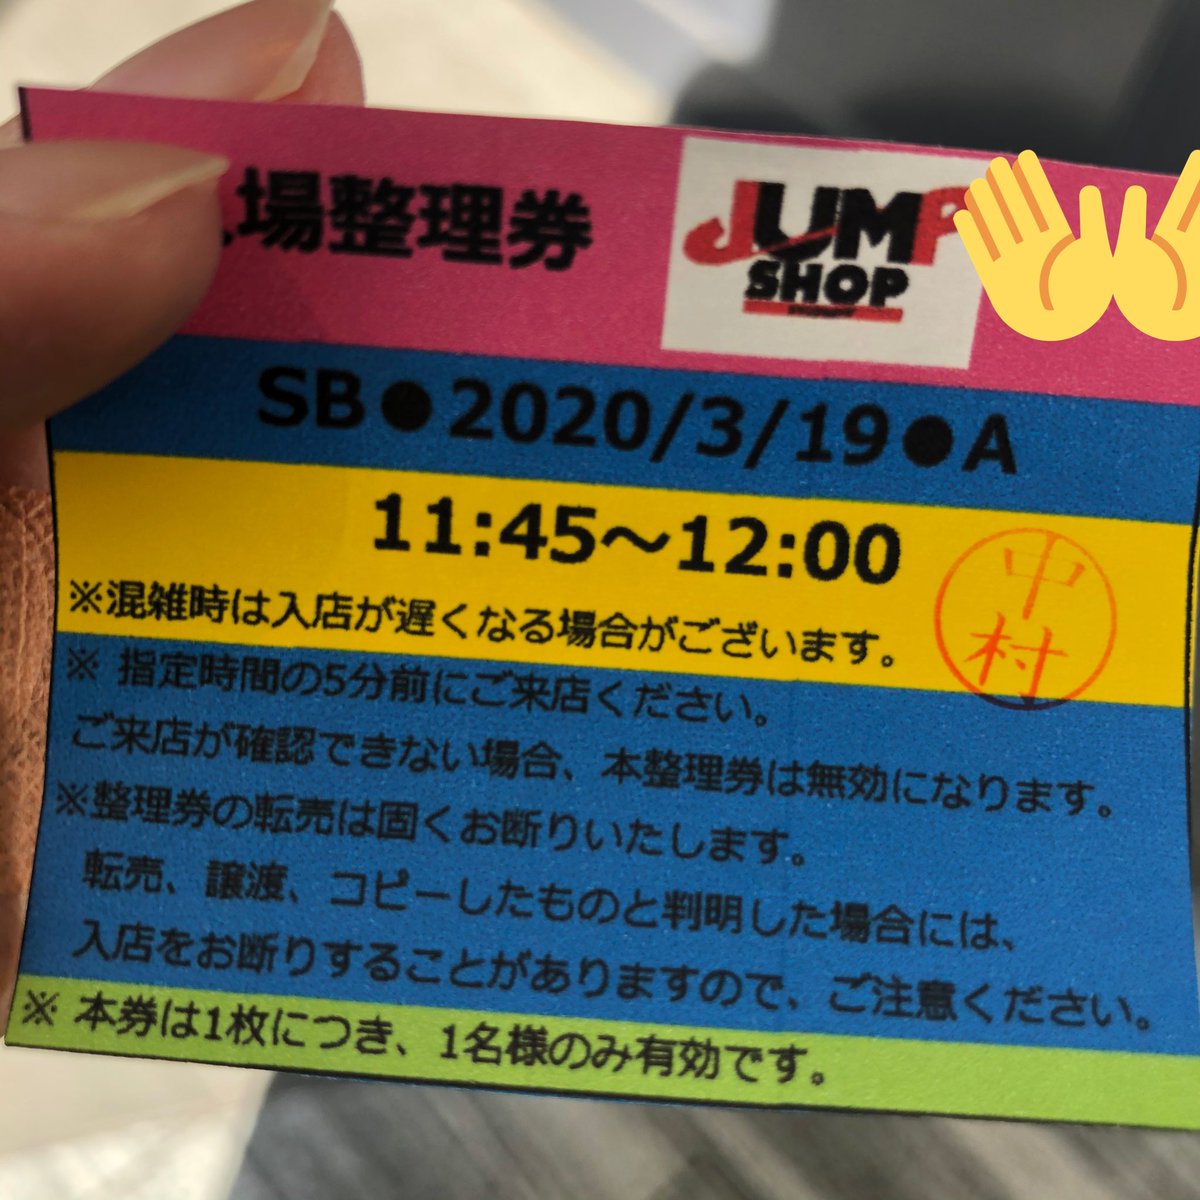 場整理券
JUMP
SHOP
SB●2020/3/19●A
11:45～12:00
※混雑時は入店が遅くなる場合がございます。
中村
※ 指定時間の5分前にご来店ください。
ご来店が確認できない場合、本整理券は無効になります。
※整理券の転売は固くお断りいたします。
転売、譲渡、コピーしたものと判明した場合には、
入店をお断りすることがありますので、ご注意ください。
※ 本券は1枚につき、1名様のみ有効です。